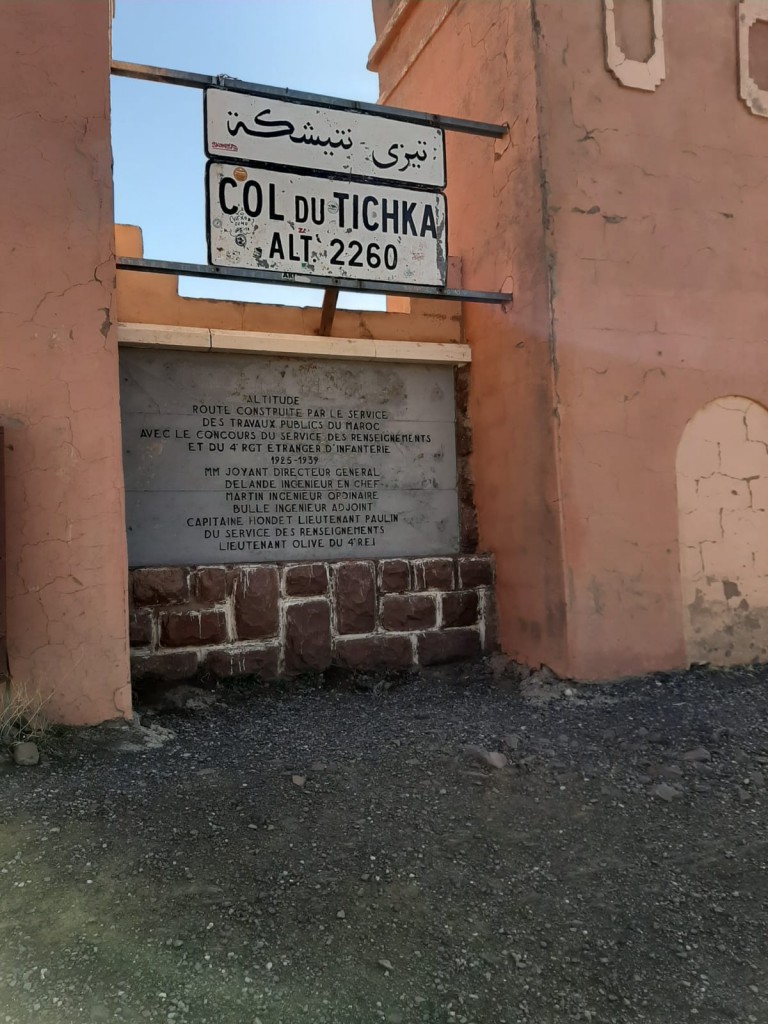 تيزي نتيشكة
COL DU TICHKA
ALT. 2260
ALTITUDE
ROUTE CONSTRUITE PAR LE SERVICE
DES TRAVAUX PUBLICS DU MAROC
AVEC LE CONCOURS DU SERVICE DES RENSEIGNEMENTS
ET DU 4° RGT ETRANGER D'INFANTERIE
1925-1939
MM JOYANT DIRECTEUR GENERAL
DELANDE INGENIEUR EN CHEF
MARTIN INGENIEUR ORDINAIRE
BULLE INGENIEUR ADJOINT
CAPITAINE HONDET LIEUTENANT PAULIN
DU SERVICE DES RENSEIGNEMENTS
LIEUTENANT OLIVE DU 4° R.E.I